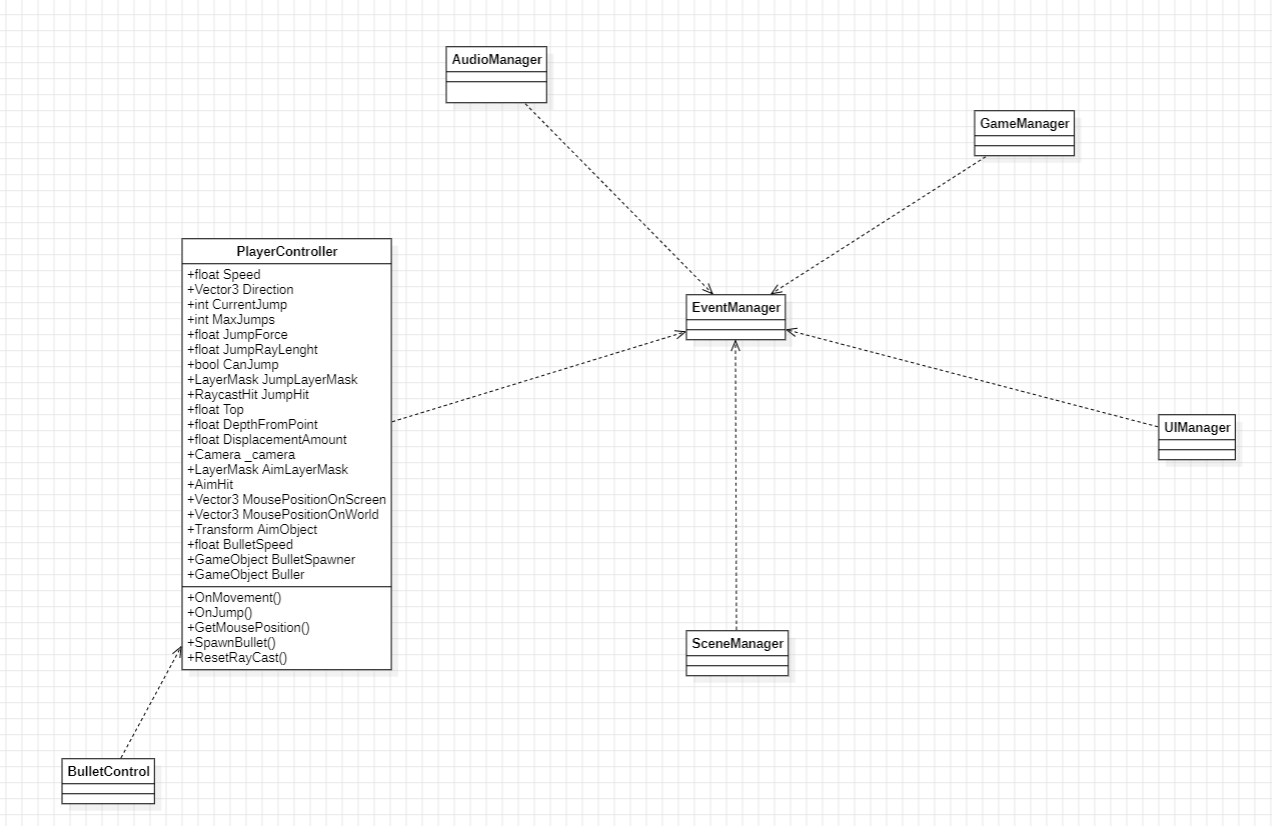 AudioManager
GameManager
PlayerController
+float Speed
+Vector3 Direction
+int CurrentJump
+int MaxJumps
+float JumpForce
+float JumpRayLenght
+bool CanJump
+LayerMask JumpLayerMask
+RaycastHit JumpHit
+float Top
+float DepthFromPoint
+float DisplacementAmount
+Camera _camera
+LayerMask AimLayerMask
+AimHit
+Vector3 MousePositionOnScreen
+Vector3 MousePositionOnWorld
+Transform AimObject
+float BulletSpeed
+GameObject BulletSpawner
+GameObject Buller
+OnMovement()
+OnJump()
+GetMousePosition()
+SpawnBullet()
+ResetRayCast()
EventManager
UIManager
SceneManager
BulletControl